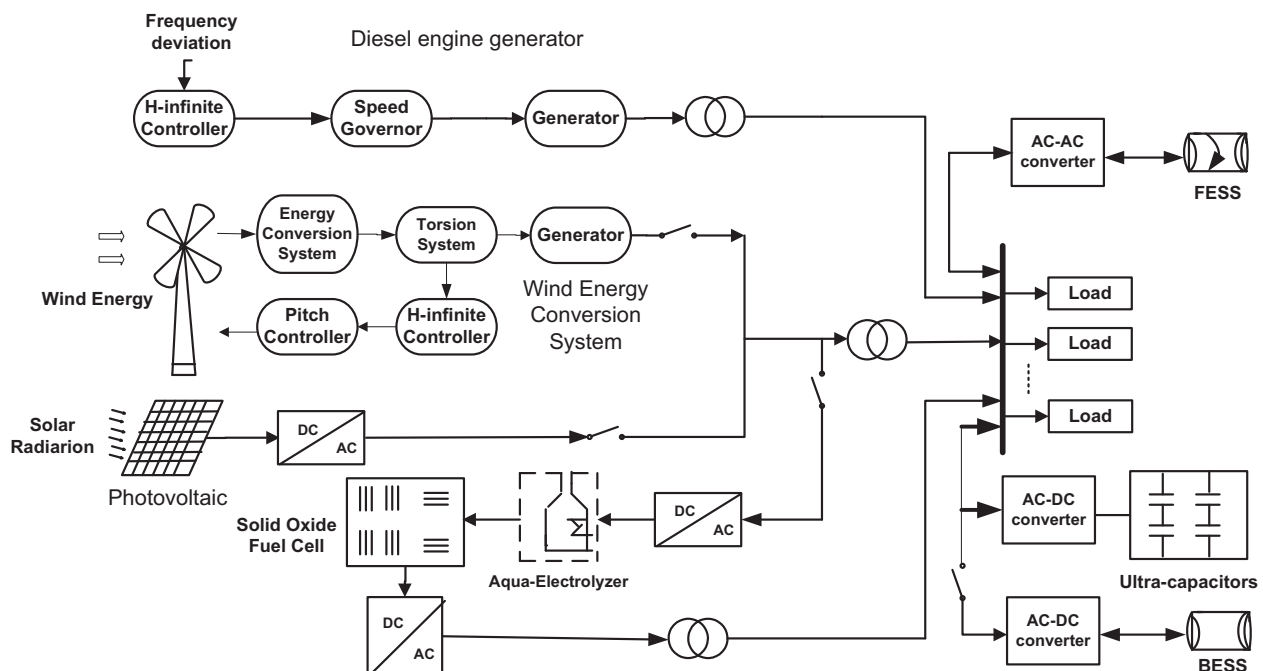 Frequency
deviation
Diesel engine generator
H-infinite
Controller
Speed
Governor
Generator
AC-AC
converter
FESS
Energy
Conversion
System
Torsion
System
Generator
Wind Energy
Wind Energy
Conversion
System
Pitch
Controller
H-infinite
Controller
Load
Load
Load
Solar
Radiarion
DC
AC
Photovoltaic
Solid Oxide
Fuel Cell
Aqua-Electrolyzer
DC
AC
AC-DC
converter
Ultra-capacitors
DC
AC
AC-DC
converter
BESS